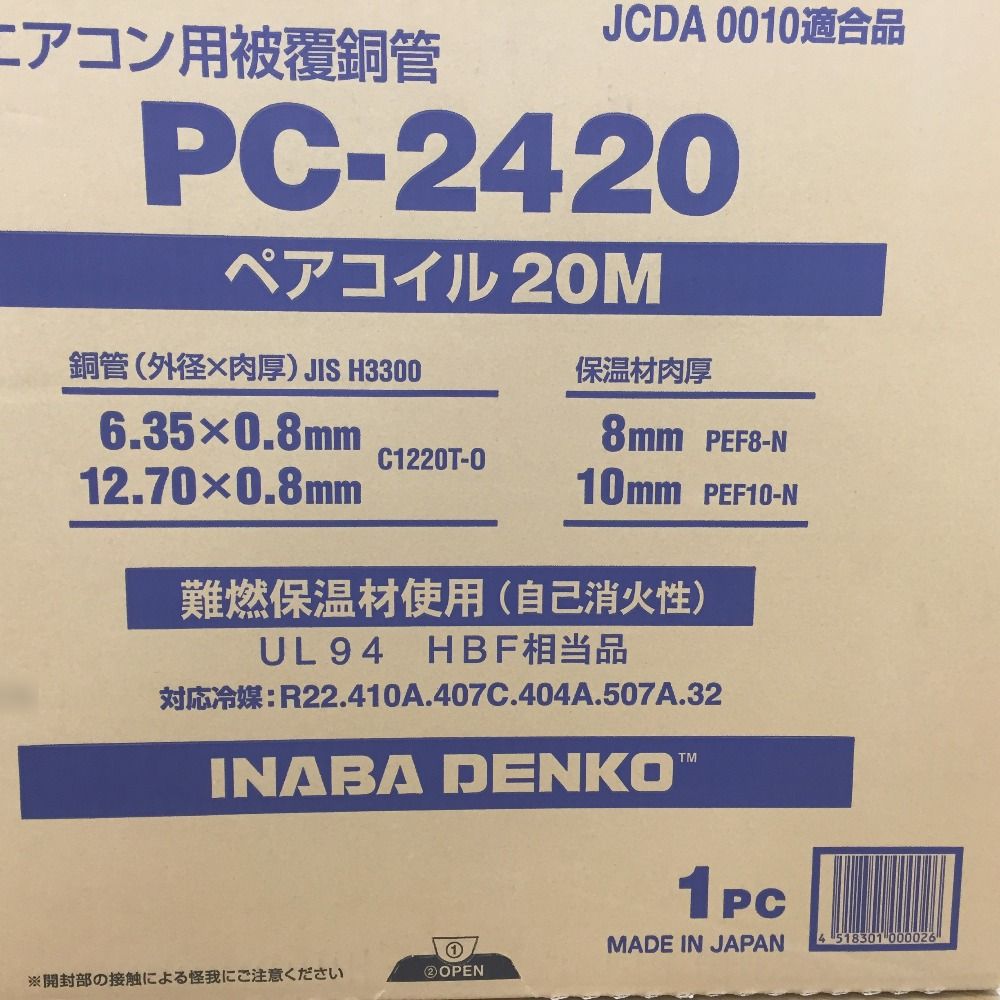 エアコン用被覆銅管
JCDA 0010適合品
PC-2420
ペアコイル 20M
銅管（外径×肉厚）JIS H3300
保温材肉厚
6.35×0.8mm
12.70×0.8mm
C1220T-O
8mm PEF8-N
10mm PEF10-N
難燃保温材使用（自己消火性）
UL94 HBF相当品
対応冷媒：R22.410A.407C.404A.507A.32
INABA DENKO™
1PC
MADE IN JAPAN
4 518301 000026
① 
②OPEN
※開封部の接触による怪我にご注意ください